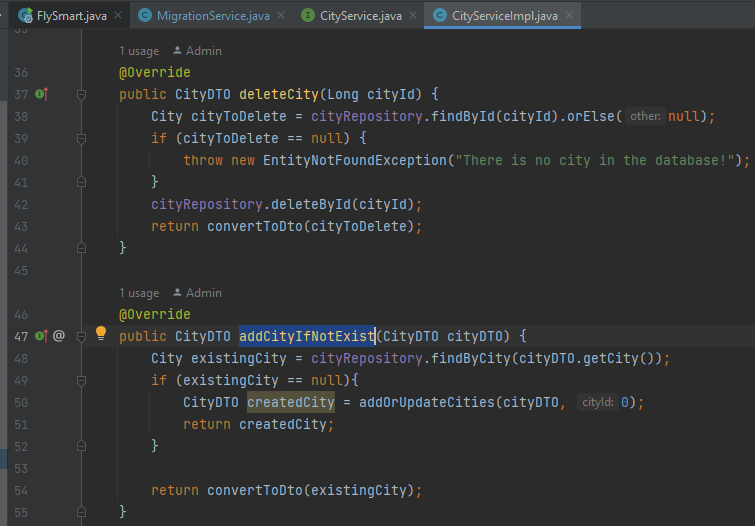 FlySmart.java MigrationService.java CityService.java CityServiceImpl.java
1 usage Admin
36 @Override
37 public CityDTO deleteCity(Long cityId) {
38 City cityToDelete = cityRepository.findById(cityId).orElse( other: null);
39 if (cityToDelete == null) {
40 throw new EntityNotFoundException("There is no city in the database!");
41 }
42 cityRepository.deleteById(cityId);
43 return convertToDto(cityToDelete);
44 }
45
1 usage Admin
46 @Override
47 @ public CityDTO addCityIfNotExist(CityDTO cityDTO) {
48 City existingCity = cityRepository.findByCity(cityDTO.getCity());
49 if (existingCity == null){
50 CityDTO createdCity = addOrUpdateCities(cityDTO, cityId: 0);
51 return createdCity;
52 }
53
54 return convertToDto(existingCity);
55 }